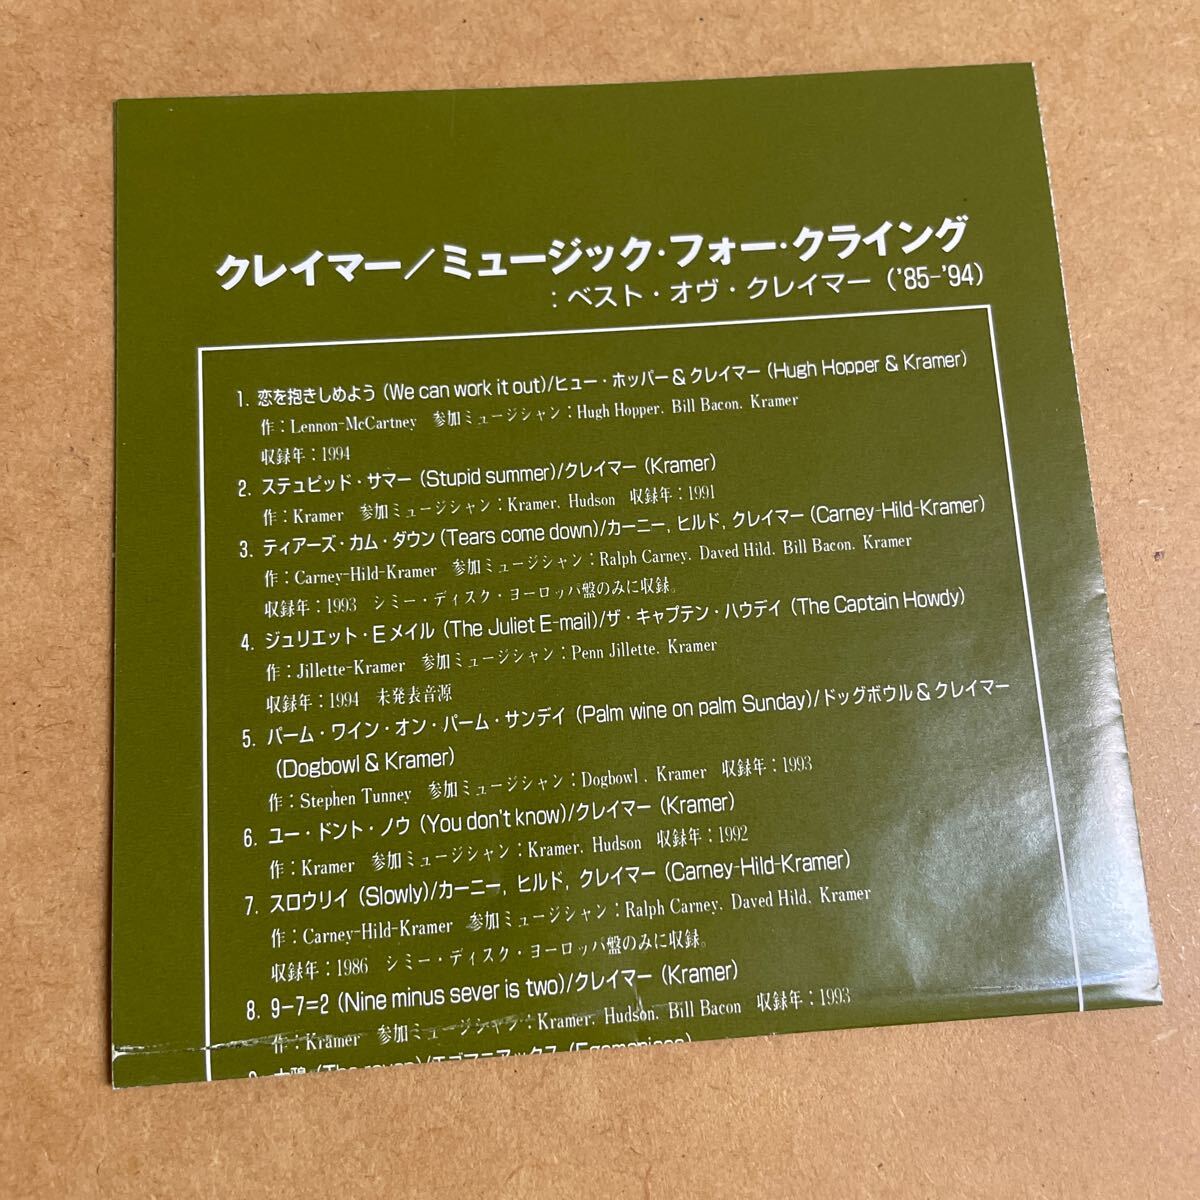 クレイマー／ミュージック・フォー・クライング
：ベスト・オヴ・クレイマー（'85-'94）
1. 恋を抱きしめよう（We can work it out)/ヒュー・ホッパー＆クレイマー（Hugh Hopper & Kramer）
作：Lennon-McCartney 参加ミュージシャン：Hugh Hopper, Bill Bacon, Kramer
収録年：1994
2. ステュピッド・サマー（Stupid summer)/クレイマー（Kramer）
作：Kramer 参加ミュージシャン：Kramer, Hudson 収録年：1991
3. ティアーズ・カム・ダウン（Tears come down)/カーニー, ヒルド, クレイマー（Carney-Hild-Kramer）
作：Carney-Hild-Kramer 参加ミュージシャン：Ralph Carney, Daved Hild, Bill Bacon, Kramer
収録年：1993 シミー・ディスク・ヨーロッパ盤のみに収録。
4. ジュリエット・Eメイル（The Juliet E-mail)/ザ・キャプテン・ハウデイ（The Captain Howdy）
作：Jillette-Kramer 参加ミュージシャン：Penn Jillette, Kramer
収録年：1994 未発表音源
5. パーム・ワイン・オン・パーム・サンデイ（Palm wine on palm Sunday)/ドッグボウル＆クレイマー
（Dogbowl & Kramer）
作：Stephen Tunney 参加ミュージシャン：Dogbowl , Kramer 収録年：1993
6. ユー・ドント・ノウ（You don't know)/クレイマー（Kramer）
作：Kramer 参加ミュージシャン：Kramer, Hudson 収録年：1992
7. スロウリイ（Slowly)/カーニー, ヒルド, クレイマー（Carney-Hild-Kramer）
作：Carney-Hild-Kramer 参加ミュージシャン：Ralph Carney, Daved Hild, Kramer
収録年：1986 シミー・ディスク・ヨーロッパ盤のみに収録。
8. 9-7=2（Nine minus sever is two)/クレイマー（Kramer）
作：Kramer 参加ミュージシャン：Kramer, Hudson, Bill Bacon 収録年：1993
9. 大鴉（The raven)/エゴマニアックス（Egomaniacs）